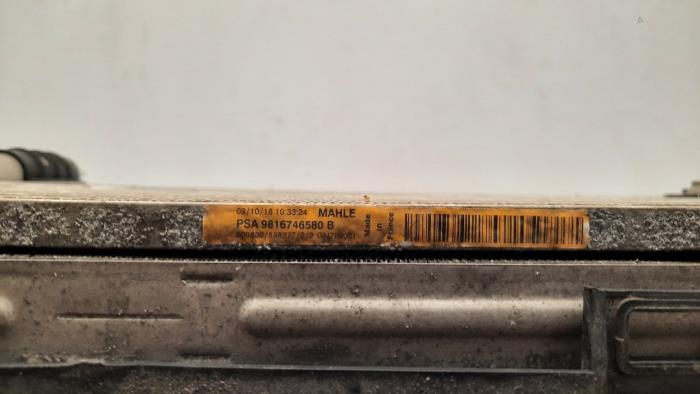 09/10/18 10:33:24 MAHLE
PSA 9816746580 B
Made
in
France